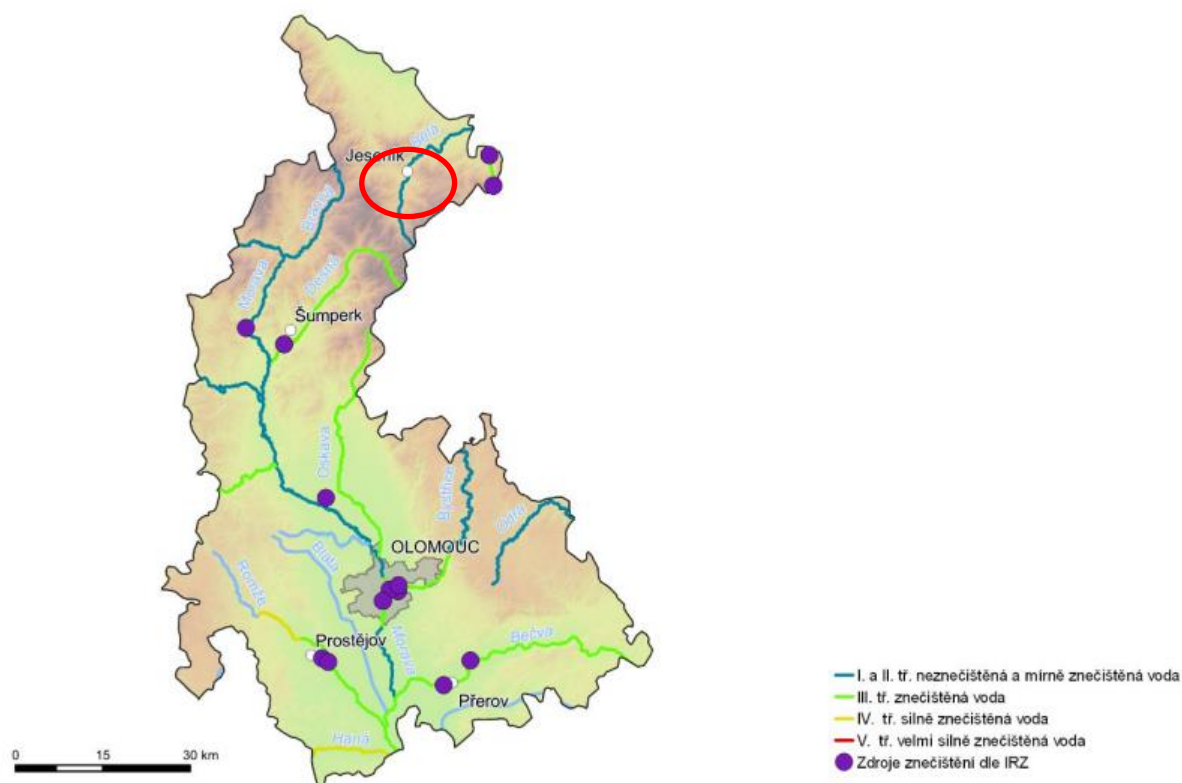 Bělá
Jeseník
Branná
Morava
Desná
Šumperk
Oskava
Bystřice
Odra
OLOMOUC
Blata
Romže
Prostějov
Morava
Bečva
Přerov
Haná
0 15 30 km
I. a II. tř. neznečištěná a mírně znečištěná voda
III. tř. znečištěná voda
IV. tř. silně znečištěná voda
V. tř. velmi silně znečištěná voda
Zdroje znečištění dle IRZ